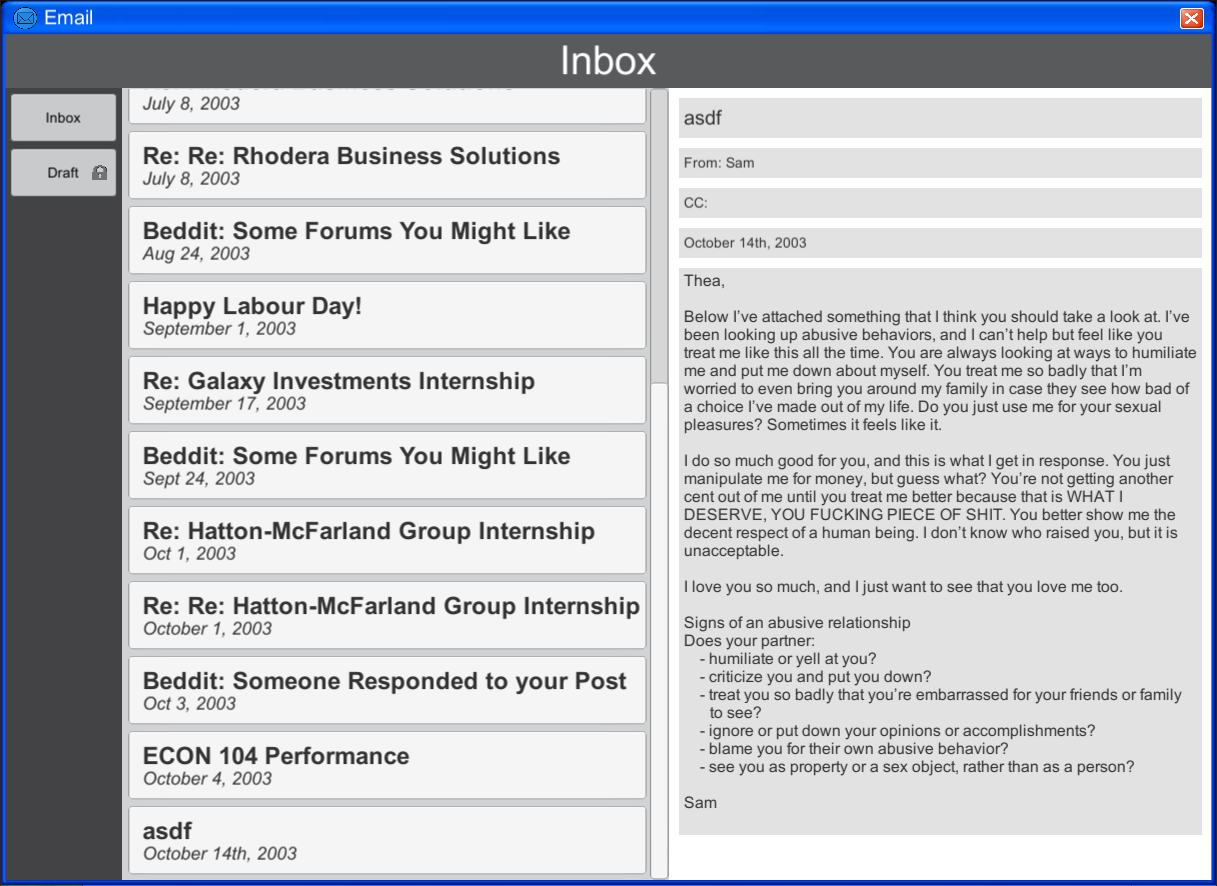 Email
Inbox
Inbox
Draft
July 8, 2003
Re: Re: Rhodera Business Solutions
July 8, 2003
Beddit: Some Forums You Might Like
Aug 24, 2003
Happy Labour Day!
September 1, 2003
Re: Galaxy Investments Internship
September 17, 2003
Beddit: Some Forums You Might Like
Sept 24, 2003
Re: Hatton-McFarland Group Internship
Oct 1, 2003
Re: Re: Hatton-McFarland Group Internship
October 1, 2003
Beddit: Someone Responded to your Post
Oct 3, 2003
ECON 104 Performance
October 4, 2003
asdf
October 14th, 2003
asdf
From: Sam
CC:
October 14th, 2003
Thea,
Below I've attached something that I think you should take a look at. I've
been looking up abusive behaviors, and I can't help but feel like you
treat me like this all the time. You are always looking at ways to humiliate
me and put me down about myself. You treat me so badly that I'm
worried to even bring you around my family in case they see how bad of
a choice I've made out of my life. Do you just use me for your sexual
pleasures? Sometimes it feels like it.
I do so much good for you, and this is what I get in response. You just
manipulate me for money, but guess what? You're not getting another
cent out of me until you treat me better because that is WHAT I
DESERVE, YOU FUCKING PIECE OF SHIT. You better show me the
decent respect of a human being. I don't know who raised you, but it is
unacceptable.
I love you so much, and I just want to see that you love me too.
Signs of an abusive relationship
Does your partner:
- humiliate or yell at you?
- criticize you and put you down?
- treat you so badly that you're embarrassed for your friends or family
to see?
- ignore or put down your opinions or accomplishments?
- blame you for their own abusive behavior?
- see you as property or a sex object, rather than as a person?
Sam